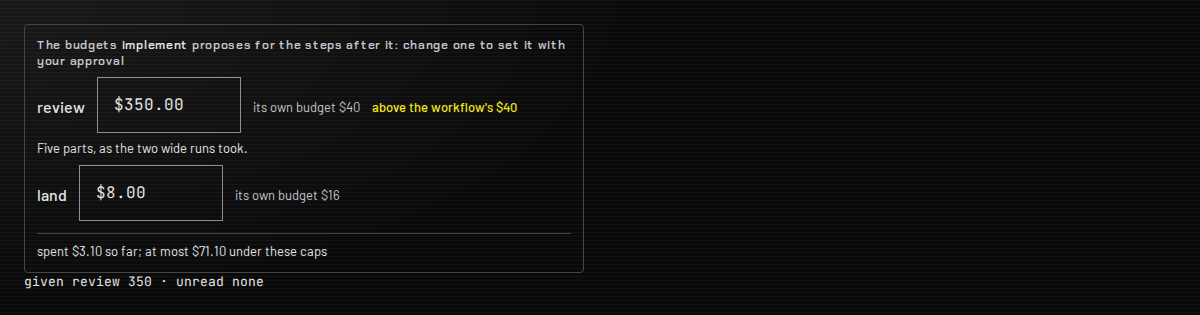 The budgets implement proposes for the steps after it: change one to set it with
your approval
review $350.00 its own budget $40 above the workflow's $40
Five parts, as the two wide runs took.
land $8.00 its own budget $16
spent $3.10 so far; at most $71.10 under these caps
given review 350 · unread none